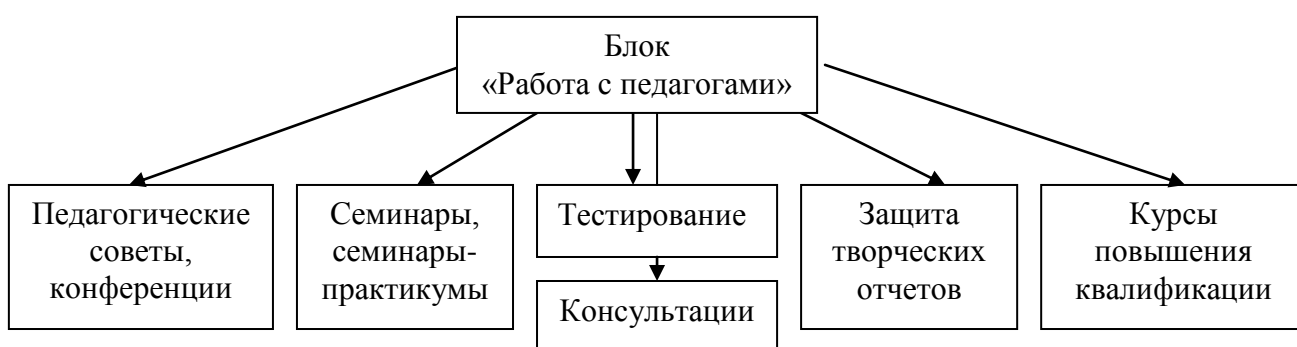 Блок
«Работа с педагогами»
Педагогические
советы,
конференции
Семинары,
семинары-
практикумы
Тестирование
Консультации
Защита
творческих
отчетов
Курсы
повышения
квалификации